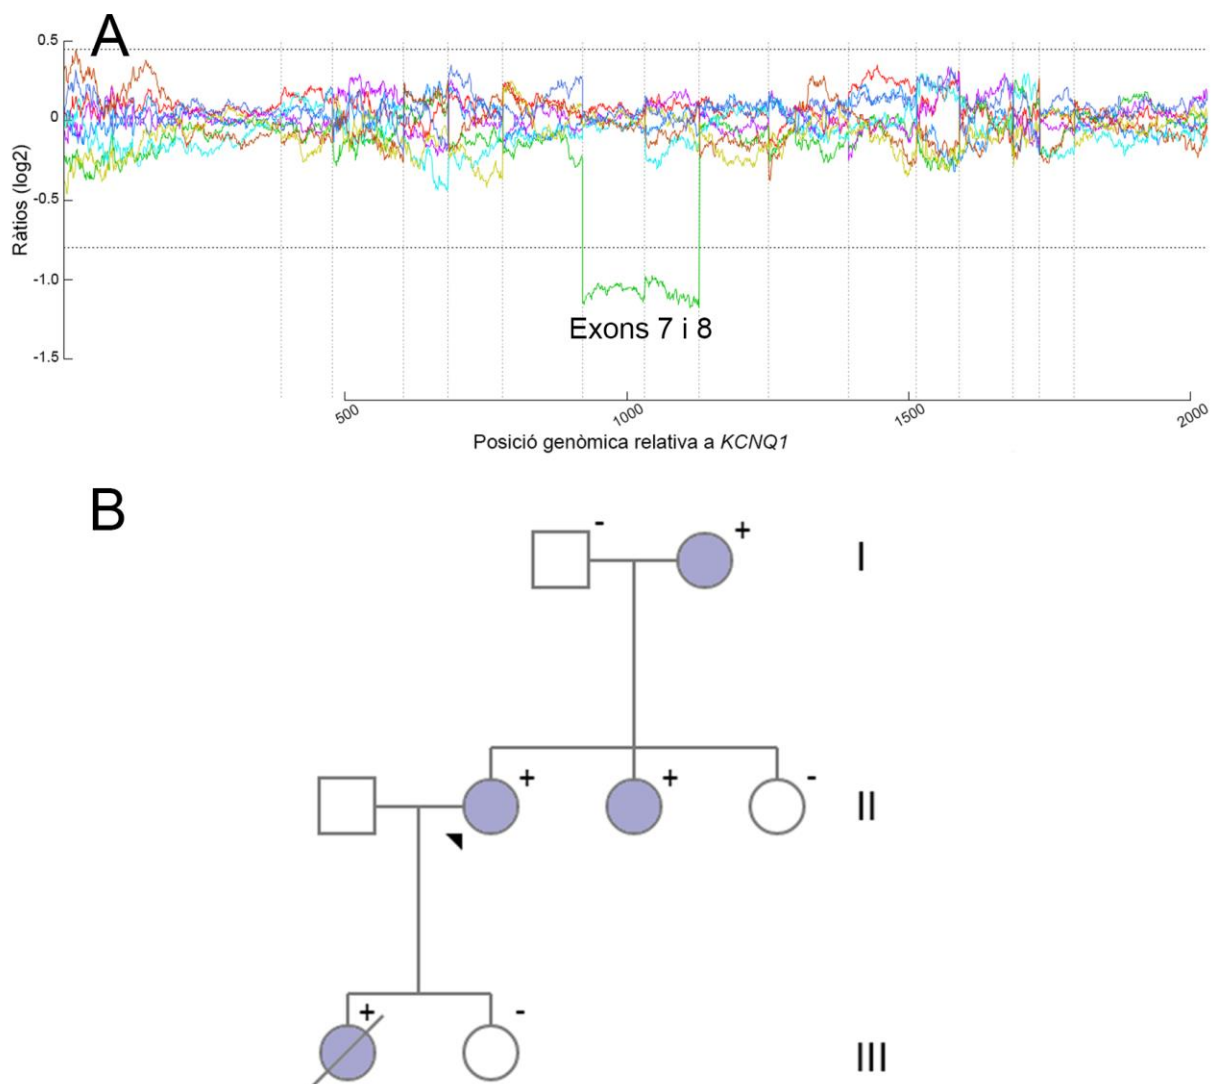 A
0.5
0
-0.5
-1.0
-1.5
Ràtios (log2)
Exons 7 i 8
500
1000
1500
2000
Posició genòmica relativa a KCNQ1
B
- +
I
+ + -
II
+ -
III